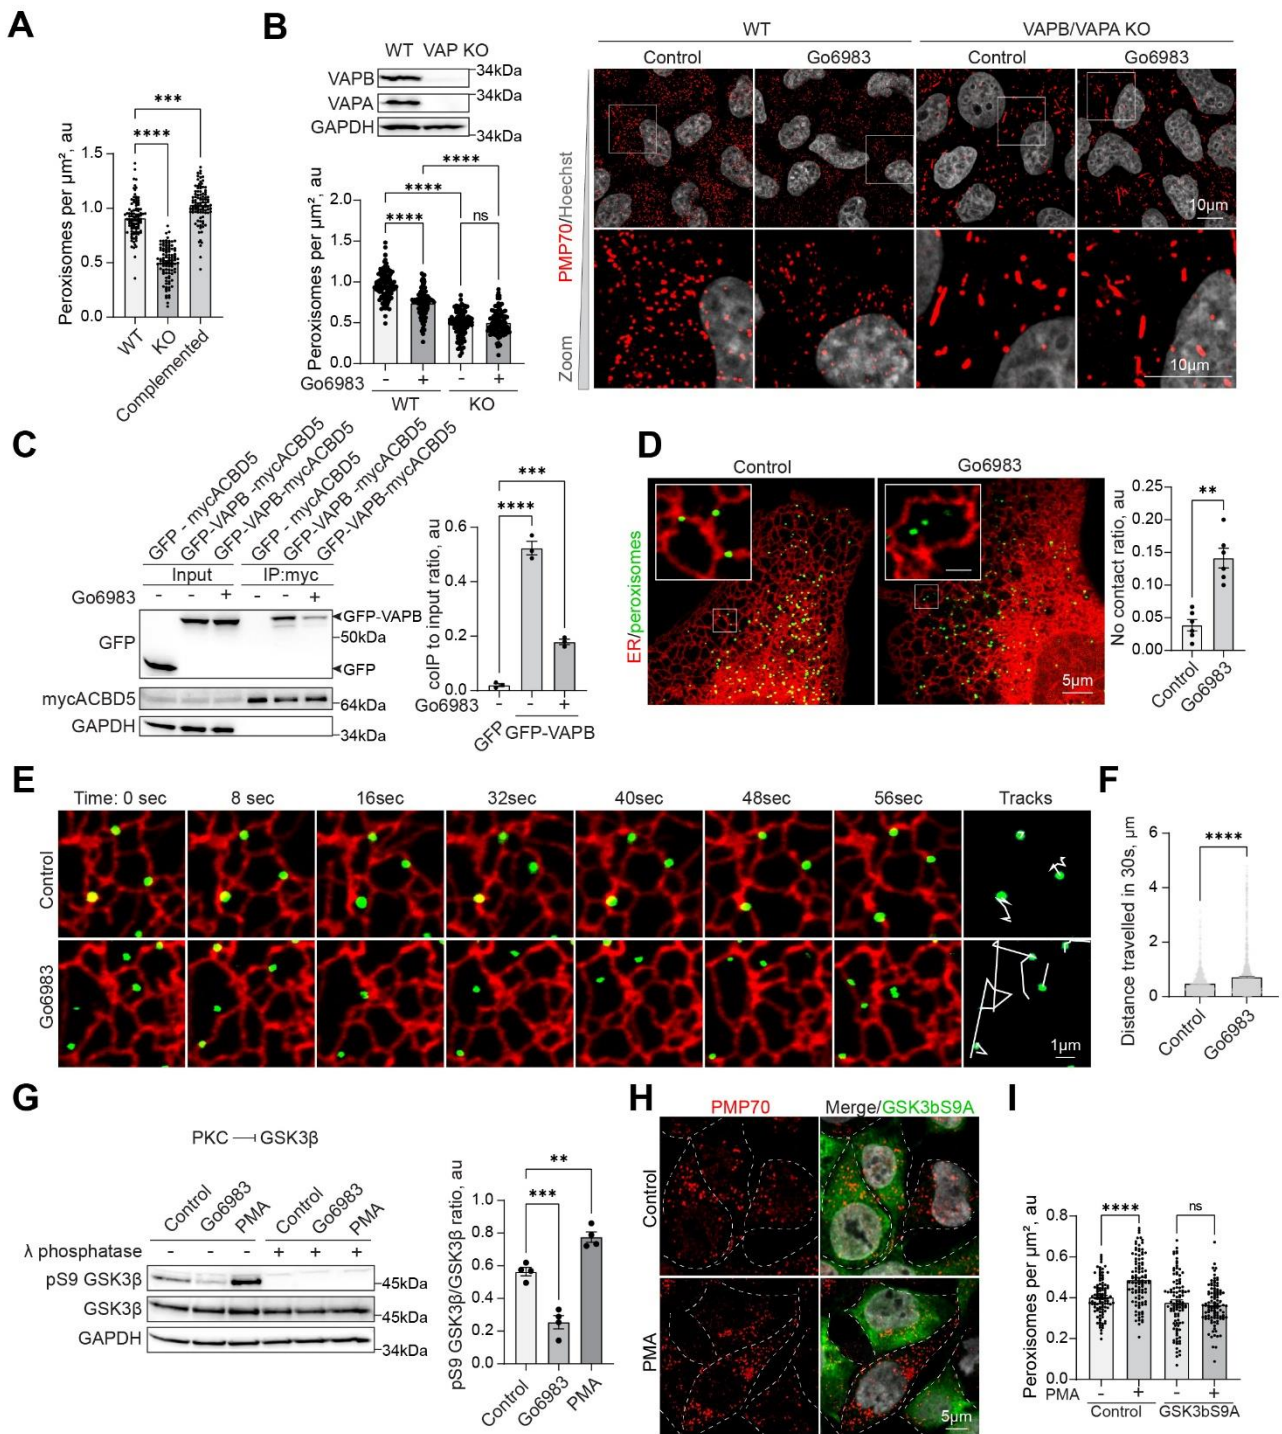 A
***
****
Peroxisomes per µm², au
1.5
1.0
0.5
0.0
WT
KO
Complemented
B
WT VAP KO
VAPB
34kDa
VAPA
34kDa
GAPDH
34kDa
****
****
****
ns
Peroxisomes per µm², au
2.0
1.5
1.0
0.5
0.0
Go6983 - + - +
WT KO
WT
VAPB/VAPA KO
Control Go6983 Control Go6983
PMP70/Hoechst
Zoom
10µm
10µm
C
GFP - mycACBD5
GFP-VAPB -mycACBD5
GFP-VAPB-mycACBD5
GFP - mycACBD5
GFP-VAPB -mycACBD5
GFP-VAPB-mycACBD5
Input IP:myc
Go6983 - - + - - +
GFP
GFP-VAPB
50kDa
GFP
mycACBD5
64kDa
GAPDH
34kDa
***
****
coIP to input ratio, au
0.6
0.4
0.2
0.0
Go6983 - - +
GFP GFP-VAPB
D
Control Go6983
ER/peroxisomes
5µm
**
No contact ratio, au
0.25
0.20
0.15
0.10
0.05
0.00
Control
Go6983
E
Time: 0 sec 8 sec 16sec 32sec 40sec 48sec 56sec Tracks
Control
Go6983
1µm
F
****
Distance travelled in 30s, µm
6
4
2
0
Control
Go6983
G
PKC ⊣ GSK3β
Control
Go6983
PMA
Control
Go6983
PMA
λ phosphatase - - - + + +
pS9 GSK3β
45kDa
GSK3β
45kDa
GAPDH
34kDa
**
***
pS9 GSK3β/GSK3β ratio, au
1.0
0.8
0.6
0.4
0.2
0.0
Control
Go6983
PMA
H
PMP70 Merge/GSK3bS9A
Control
PMA
5µm
I
****
ns
Peroxisomes per µm², au
0.8
0.6
0.4
0.2
0.0
PMA - + - +
Control GSK3bS9A